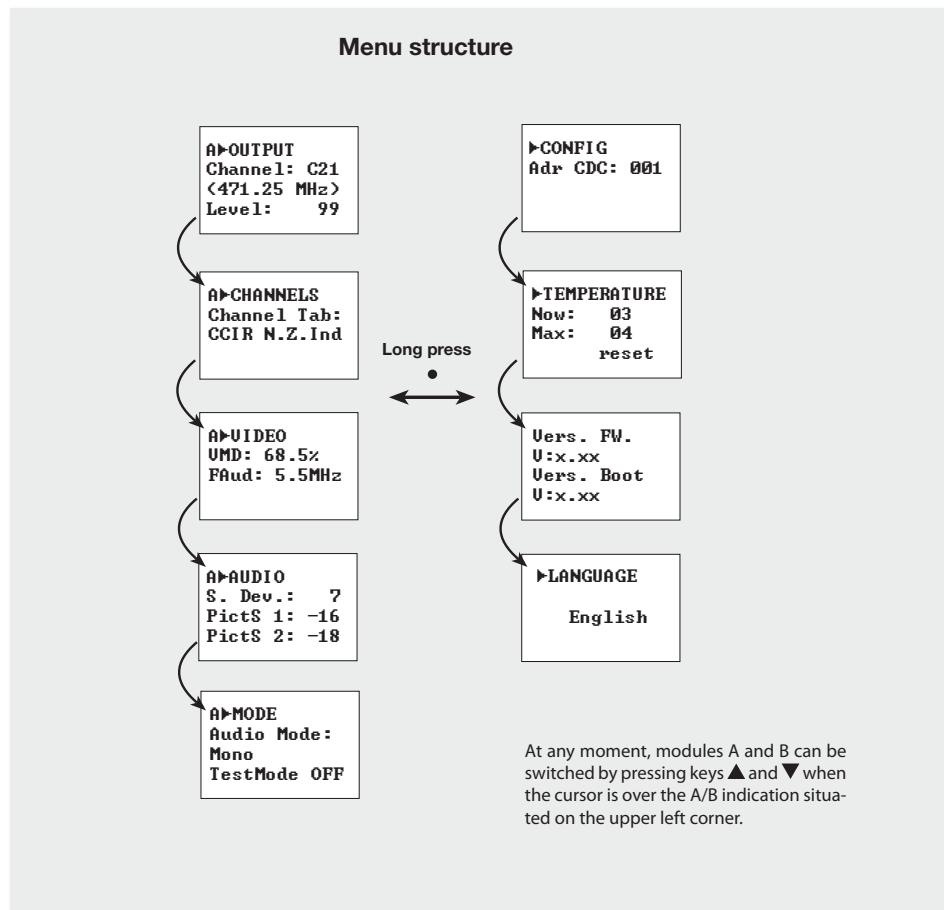 Menu structure
A►OUTPUT
Channel: C21
(471.25 MHz)
Level: 99
A►CHANNELS
Channel Tab:
CCIR N.Z.Ind
A►VIDEO
VMD: 68.5%
FAud: 5.5MHz
A►AUDIO
S. Dev.: 7
PictS 1: -16
PictS 2: -18
A►MODE
Audio Mode:
Mono
TestMode OFF
Long press
►CONFIG
Adr CDC: 001
►TEMPERATURE
Now: 03
Max: 04
reset
Vers. FW.
V:x.xx
Vers. Boot
V:x.xx
►LANGUAGE
English
At any moment, modules A and B can be
switched by pressing keys ▲ and ▼ when
the cursor is over the A/B indication situa-
ted on the upper left corner.